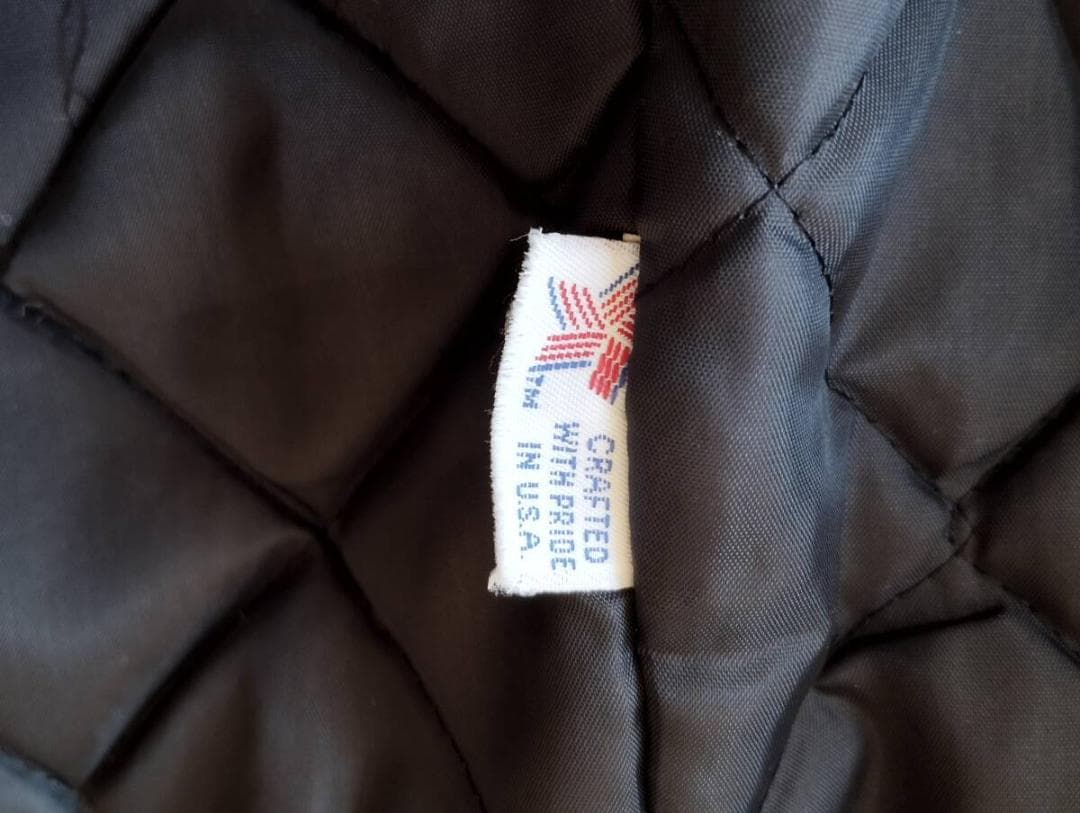 TM
CRAFTED
WITH PRIDE
IN U.S.A.